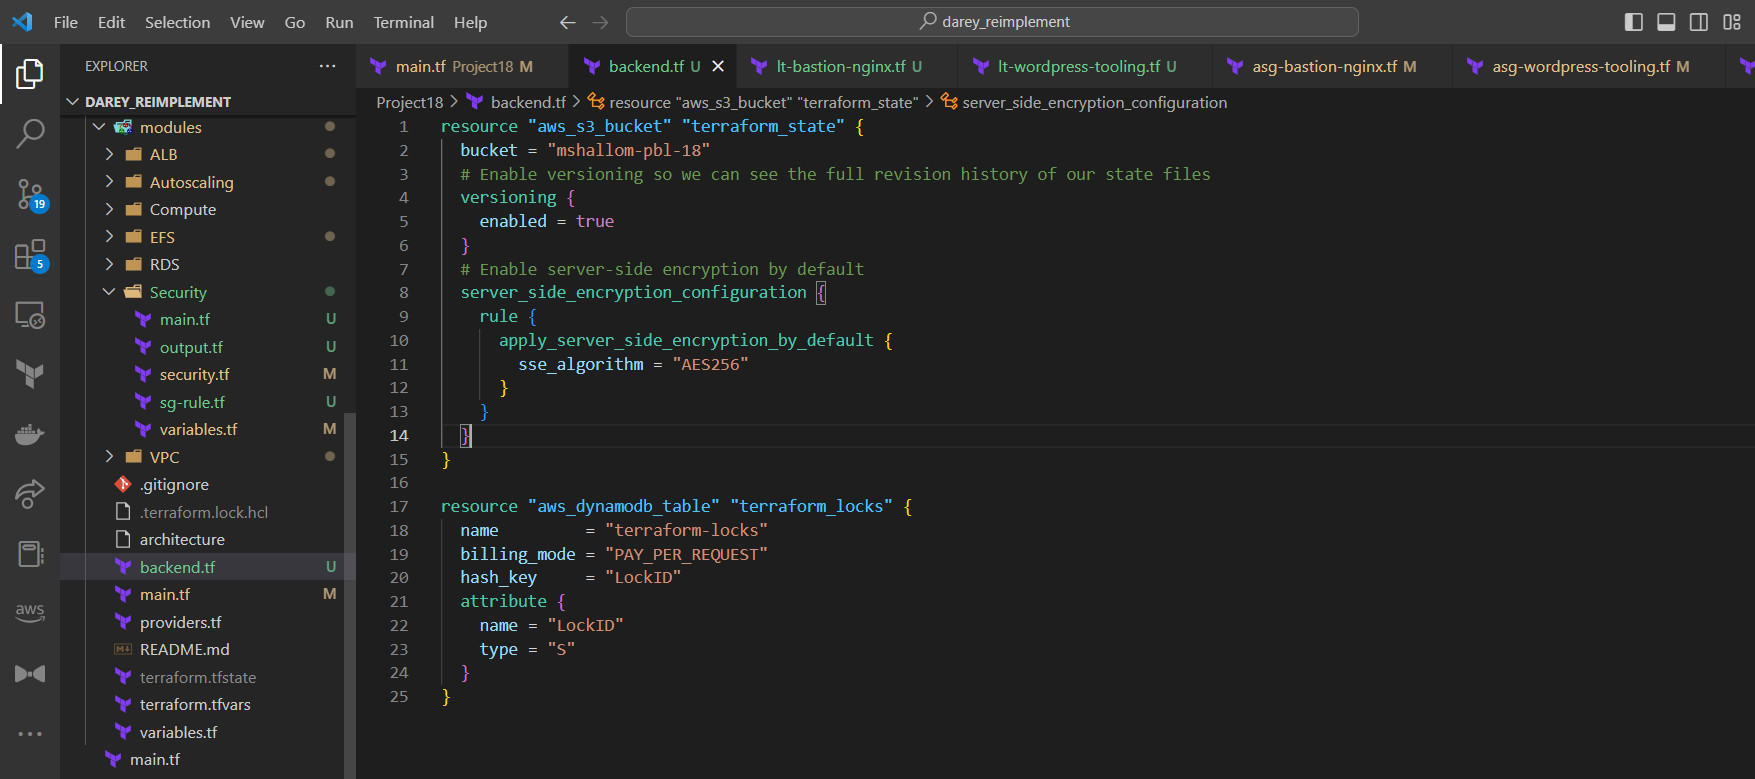 File Edit Selection View Go Run Terminal Help
darey_reimplement
EXPLORER
main.tf Project18 M
backend.tf U
lt-bastion-nginx.tf U
lt-wordpress-tooling.tf U
asg-bastion-nginx.tf M
asg-wordpress-tooling.tf M
DAREY_REIMPLEMENT
modules
ALB
Autoscaling
Compute
EFS
RDS
Security
main.tf U
output.tf U
security.tf M
sg-rule.tf U
variables.tf M
VPC
.gitignore
.terraform.lock.hcl
architecture
backend.tf U
main.tf M
providers.tf
README.md
terraform.tfstate
terraform.tfvars
variables.tf
main.tf
19
5
aws
Project18 > backend.tf > resource "aws_s3_bucket" "terraform_state" > server_side_encryption_configuration
1 resource "aws_s3_bucket" "terraform_state" {
2 bucket = "mshallom-pbl-18"
3 # Enable versioning so we can see the full revision history of our state files
4 versioning {
5 enabled = true
6 }
7 # Enable server-side encryption by default
8 server_side_encryption_configuration {
9 rule {
10 apply_server_side_encryption_by_default {
11 sse_algorithm = "AES256"
12 }
13 }
14 }
15 }
16
17 resource "aws_dynamodb_table" "terraform_locks" {
18 name = "terraform-locks"
19 billing_mode = "PAY_PER_REQUEST"
20 hash_key = "LockID"
21 attribute {
22 name = "LockID"
23 type = "S"
24 }
25 }